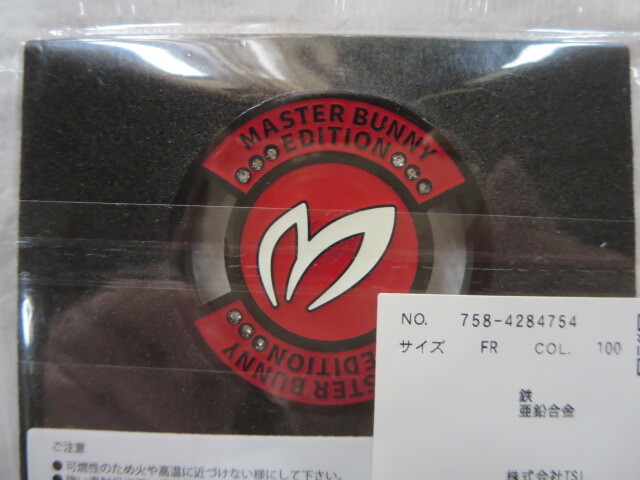 MASTER BUNNY
EDITION
EDITION
STER BUNNY
NO. 758-4284754
サイズ FR COL. 100
鉄
亜鉛合金
株式会社TSI
ご注意
●可燃性のため火や高温に近づけない様にして下さい。